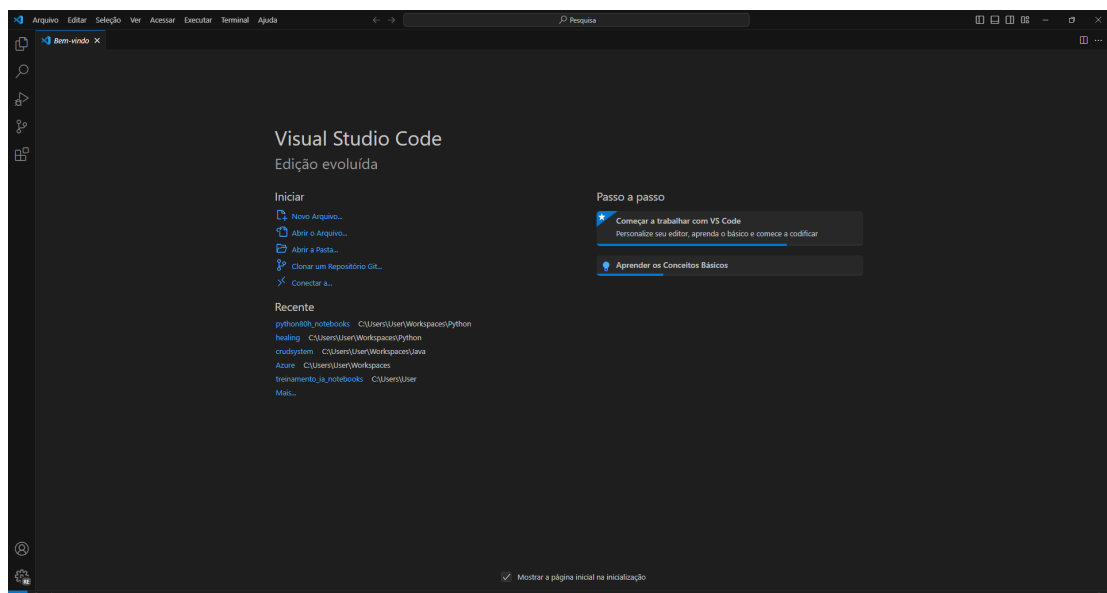 Arquivo Editar Seleção Ver Acessar Executar Terminal Ajuda
Pesquisa
Bem-vindo
Visual Studio Code
Edição evoluída
Iniciar
Novo Arquivo...
Abrir o Arquivo...
Abrir a Pasta...
Clonar um Repositório Git...
Conectar a...
Recente
python80h_notebooks C:\Users\User\Workspaces\Python
healing C:\Users\User\Workspaces\Python
crudsystem C:\Users\User\Workspaces\Java
Azure C:\Users\User\Workspaces
treinamento_ia_notebooks C:\Users\User
Mais...
Passo a passo
Começar a trabalhar com VS Code
Personalize seu editor, aprenda o básico e comece a codificar
Aprender os Conceitos Básicos
Mostrar a página inicial na inicialização